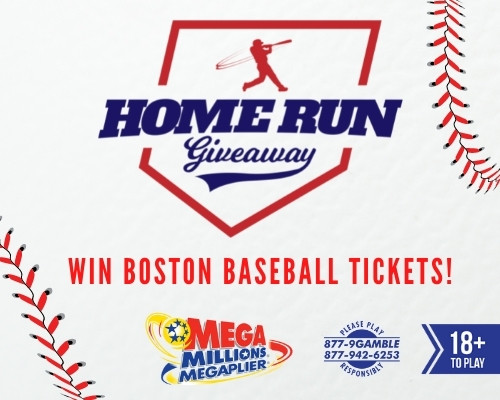 HOME RUN
Giveaway
WIN BOSTON BASEBALL TICKETS!
MEGA
MILLIONS
MEGAPLIER
PLEASE PLAY
877-9GAMBLE
877-942-6253
RESPONSIBLY
18+
TO PLAY